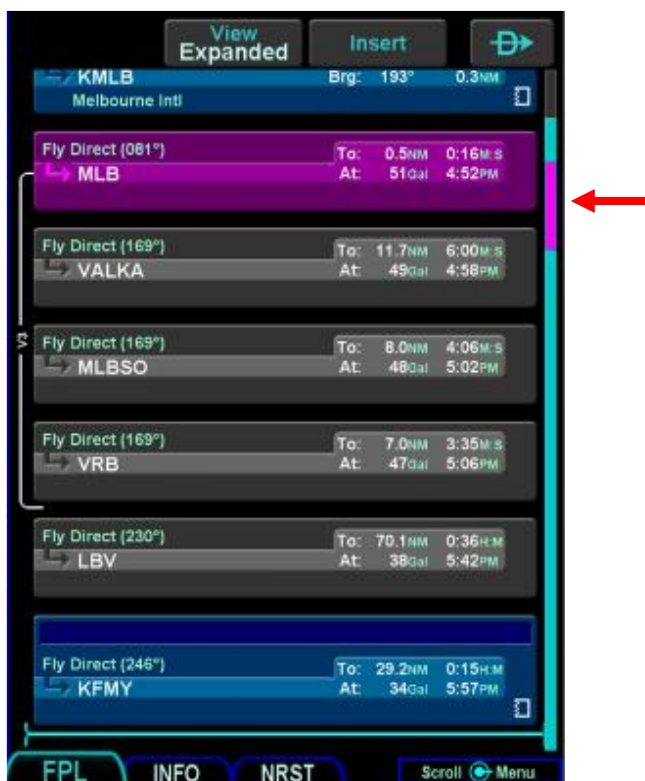 View
Expanded
Insert
D
KMLB Brg: 193° 0.3NM
Melbourne Intl
Fly Direct (081°) To: 0.5NM 0:16M:S
MLB At: 51Gal 4:52PM
Fly Direct (169°) To: 11.7NM 6:00M:S
VALKA At: 49Gal 4:58PM
V3
Fly Direct (169°) To: 8.0NM 4:06M:S
MLBSO At: 48Gal 5:02PM
Fly Direct (169°) To: 7.0NM 3:35M:S
VRB At: 47Gal 5:06PM
Fly Direct (230°) To: 70.1NM 0:36H:M
LBV At: 38Gal 5:42PM
Fly Direct (246°) To: 29.2NM 0:15H:M
KFMY At: 34Gal 5:57PM
FPL INFO NRST Scroll Menu